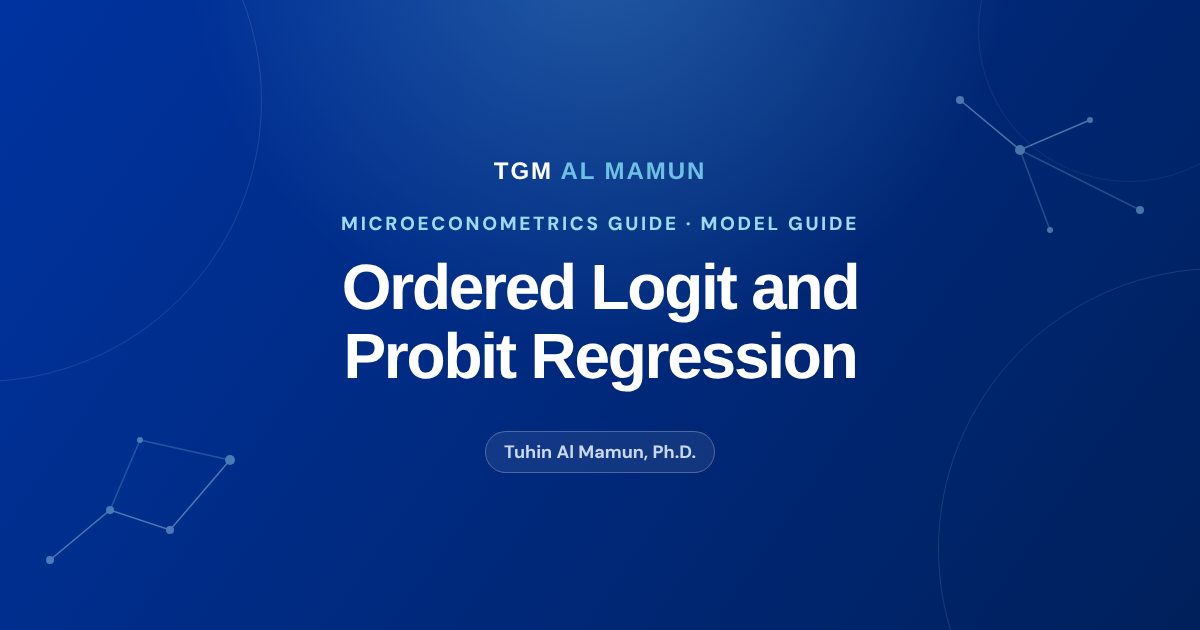 TGM AL MAMUN
MICROECONOMETRICS GUIDE · MODEL GUIDE
Ordered Logit and
Probit Regression
Tuhin Al Mamun, Ph.D.